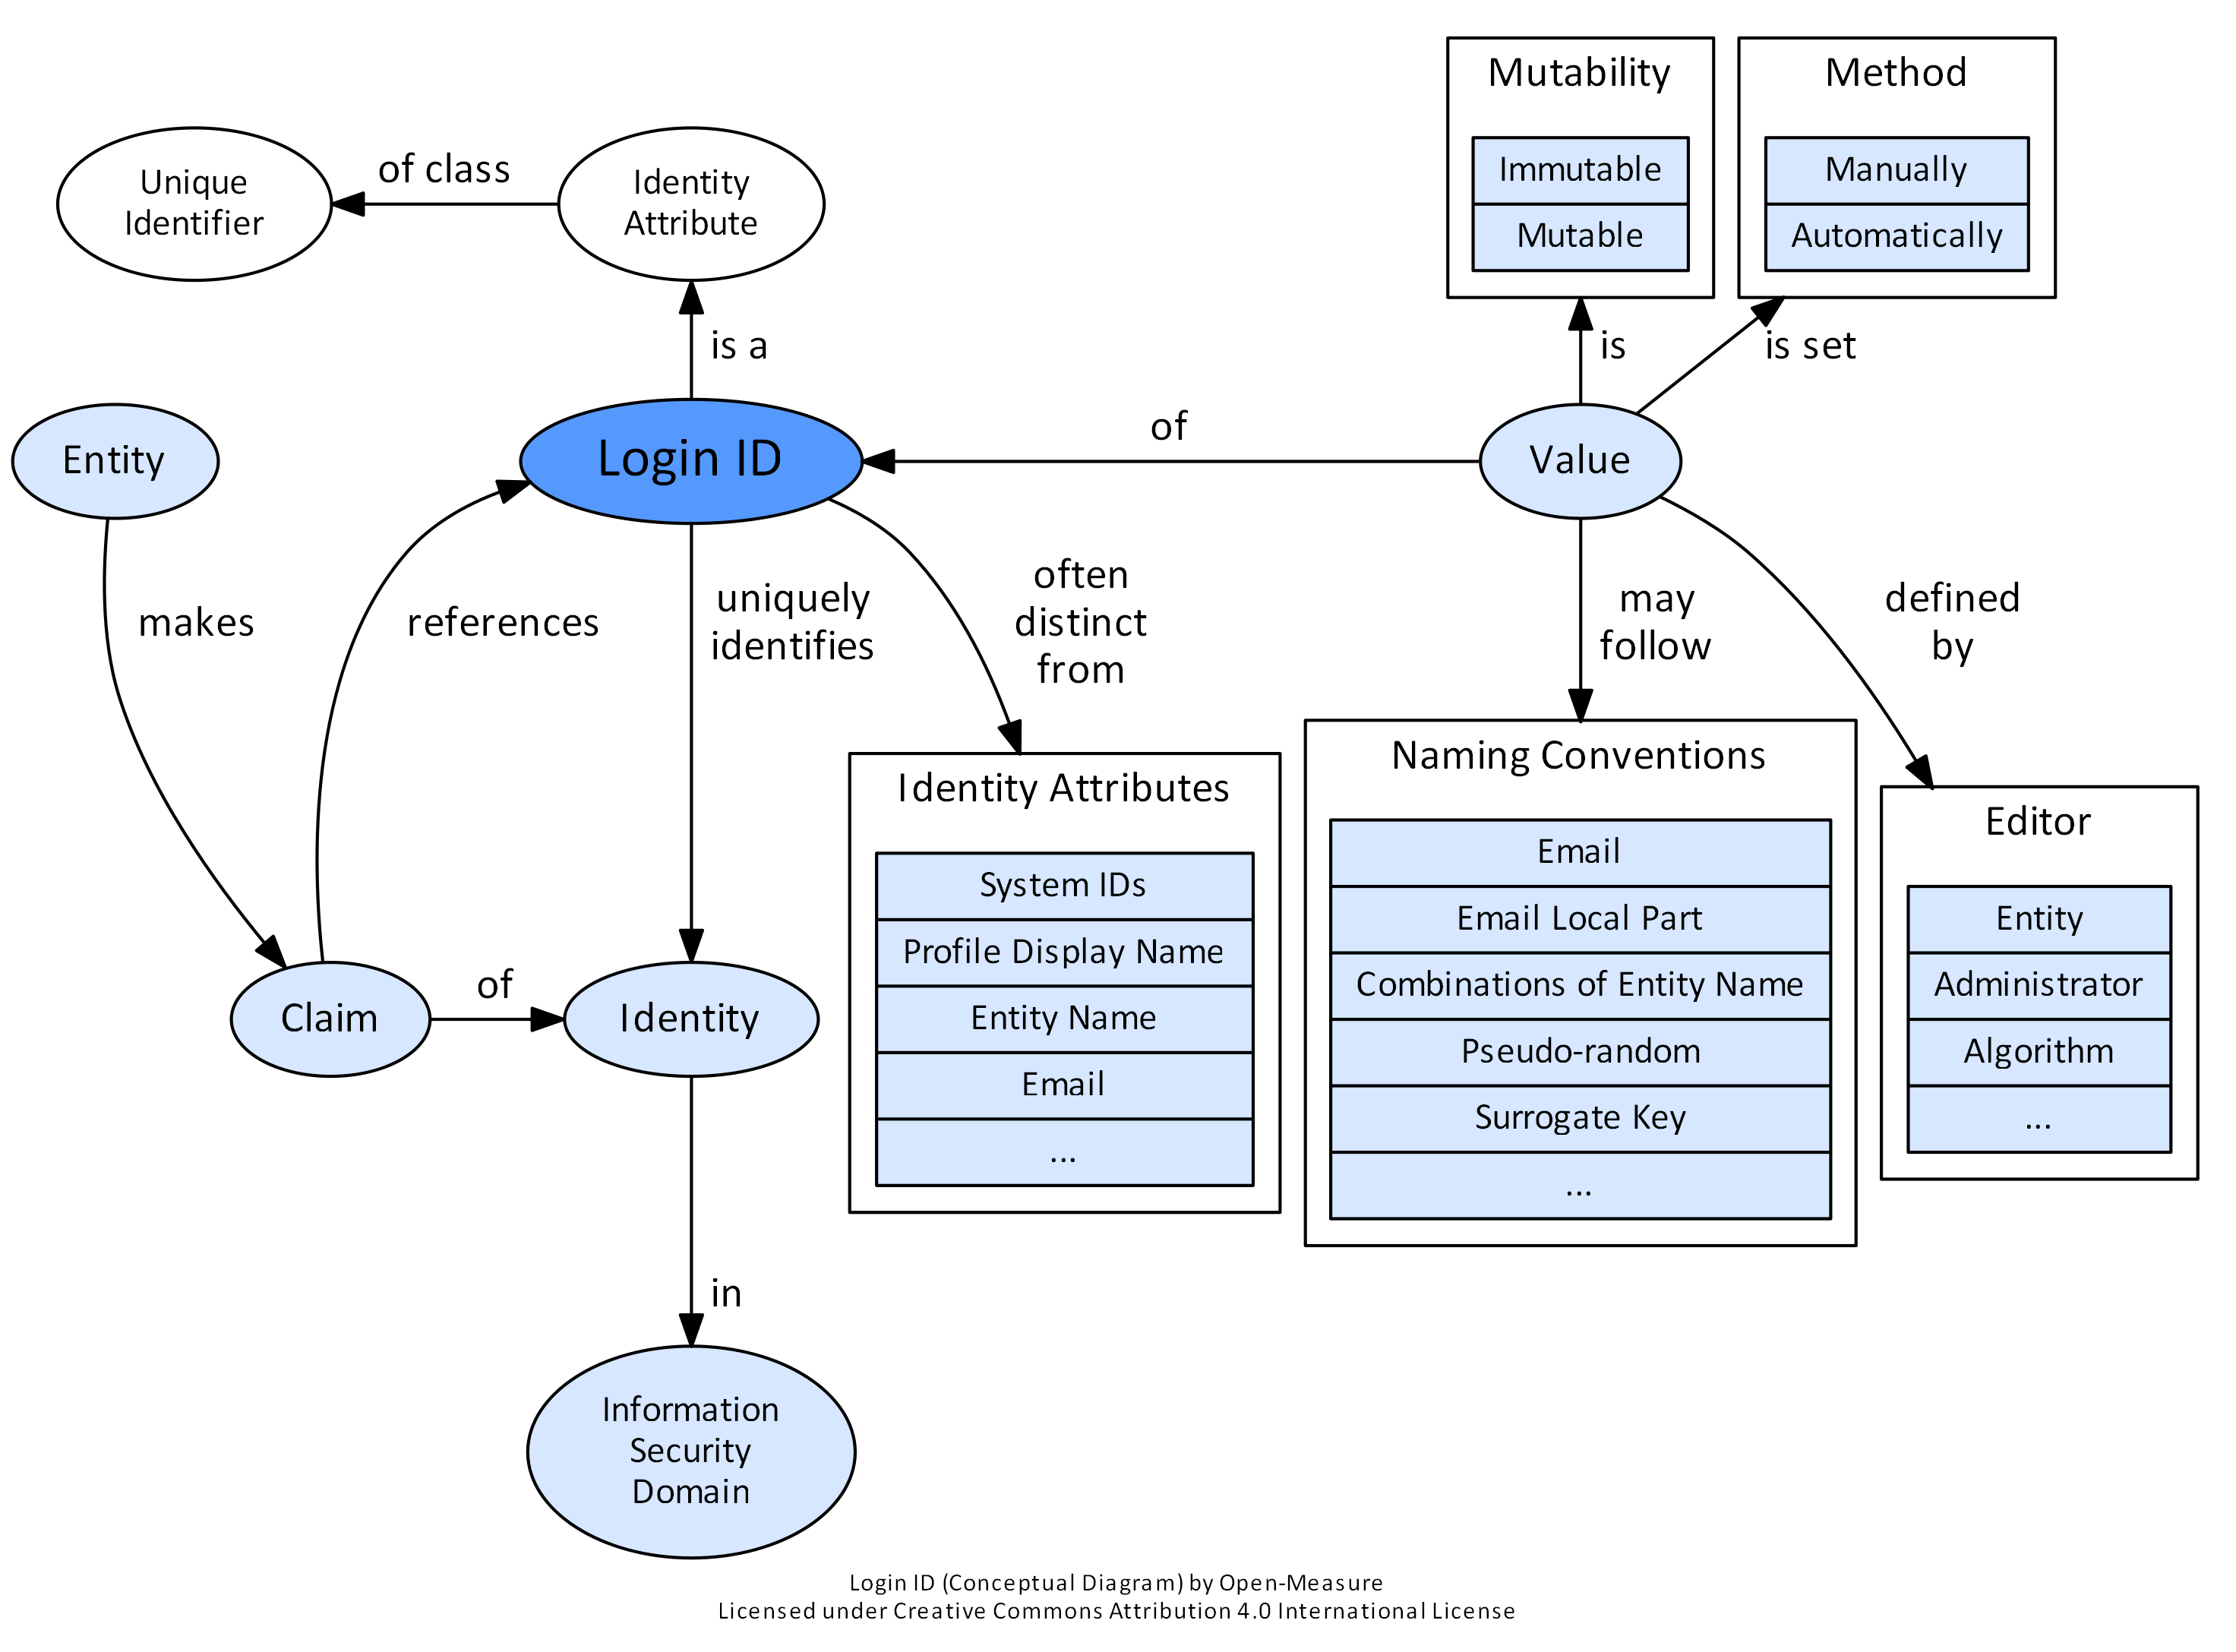 Mutability
Immutable
Mutable
Method
Manually
Automatically
Unique
Identifier
of class
Identity
Attribute
is a
is
is set
Entity
Login ID
of
Value
makes
references
uniquely
identifies
often
distinct
from
may
follow
defined
by
Identity Attributes
System IDs
Profile Display Name
Entity Name
Email
...
Naming Conventions
Email
Email Local Part
Combinations of Entity Name
Pseudo-random
Surrogate Key
...
Editor
Entity
Administrator
Algorithm
...
Claim
of
Identity
in
Information
Security
Domain
Login ID (Conceptual Diagram) by Open-Measure
Licensed under Creative Commons Attribution 4.0 International License